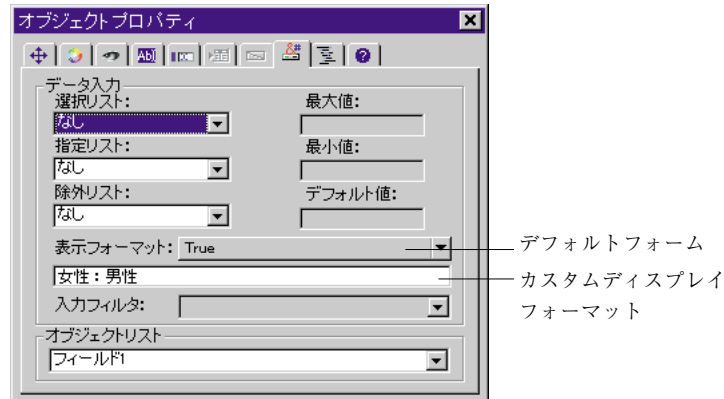 オブジェクトプロパティ
データ入力
選択リスト: 最大値:
なし
指定リスト: 最小値:
なし
除外リスト: デフォルト値:
なし
表示フォーマット: True
デフォルトフォーム
女性：男性
カスタムディスプレイ
フォーマット
入力フィルタ:
オブジェクトリスト
フィールド1